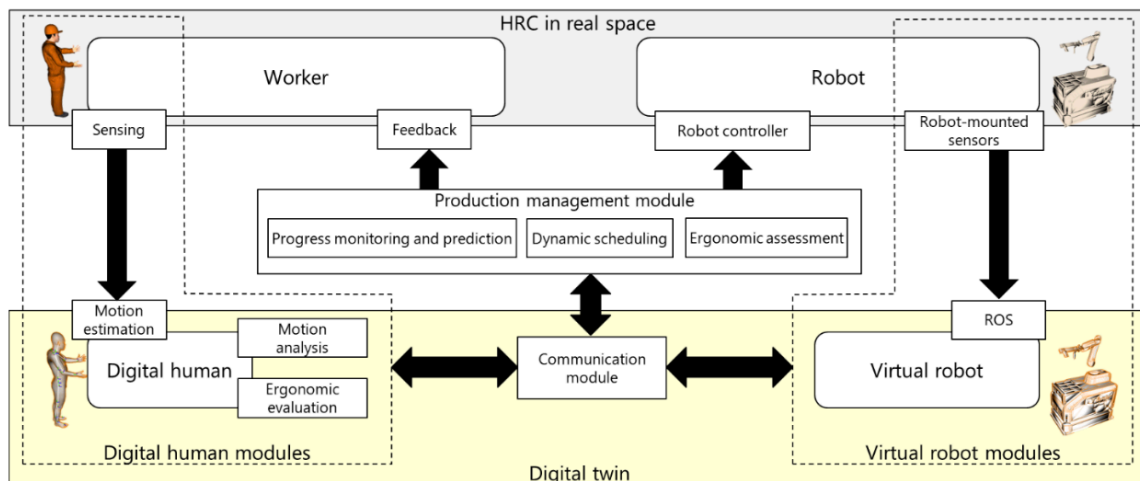 HRC in real space
Worker
Robot
Sensing
Feedback
Robot controller
Robot-mounted
sensors
Production management module
Progress monitoring and prediction
Dynamic scheduling
Ergonomic assessment
Motion
estimation
Digital human
Motion
analysis
Ergonomic
evaluation
Communication
module
ROS
Virtual robot
Digital human modules
Virtual robot modules
Digital twin